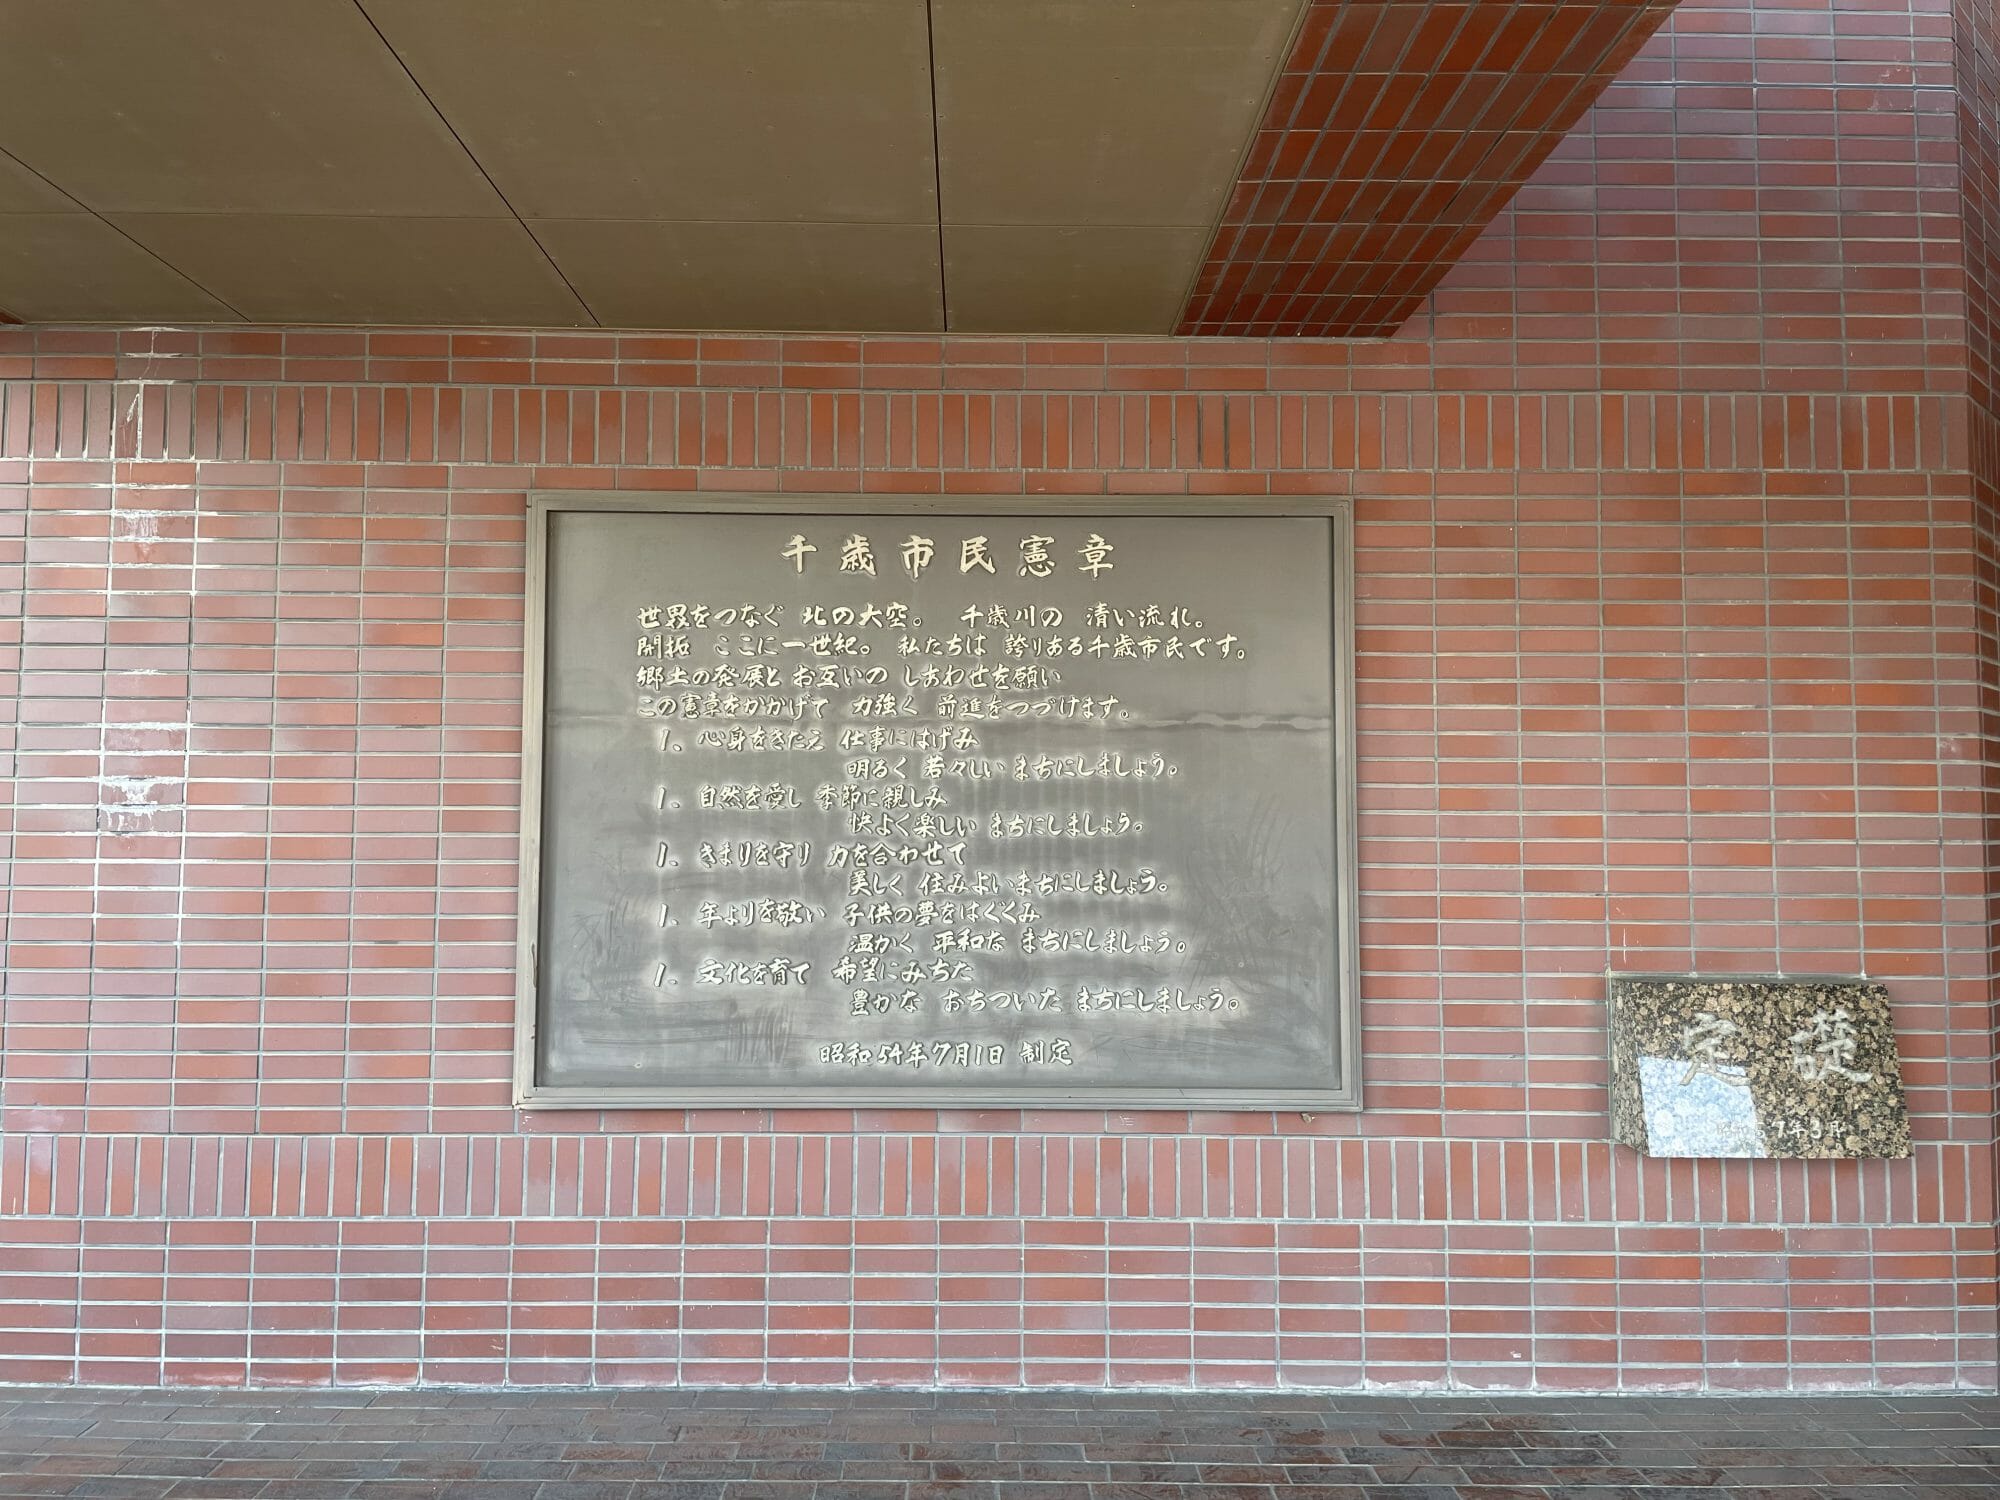 千歳市民憲章
世界をつなぐ 北の大空。 千歳川の 清い流れ。
開拓 ここに一世紀。 私たちは 誇りある千歳市民です。
郷土の発展と お互いの しあわせを願い
この憲章をかかげて 力強く 前進をつづけます。
1. 心身をきたえ 仕事にはげみ
明るく 若々しい まちにしましょう。
1. 自然を愛し 季節に親しみ
快よく楽しい まちにしましょう。
1. きまりを守り 力を合わせて
美しく 住みよいまちにしましょう。
1. 年よりを敬い 子供の夢をはぐくみ
温かく 平和な まちにしましょう。
1. 文化を育て 希望にみちた
豊かな おちついた まちにしましょう。
昭和54年7月1日 制定
定礎
昭和57年3月